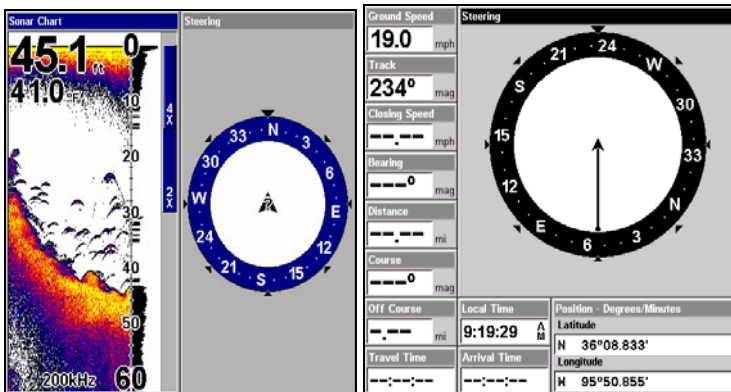 Sonar Chart
45.1 ft
41.0 °F
0
10
20
30
40
50
60
200kHz
4X
2X
Steering
N
3
6
E
12
15
S
21
24
W
30
33
Ground Speed
19.0 mph
Track
234° mag
Closing Speed
--.-- mph
Bearing
---° mag
Distance
--.-- mi
Course
---° mag
Off Course
-.-- mi
Travel Time
--:--:--
Steering
24
W
30
33
N
3
6
E
12
15
S
21
Local Time
9:19:29 AM
Arrival Time
--:--:--
Position - Degrees/Minutes
Latitude
N 36°08.833'
Longitude
W 95°50.855'